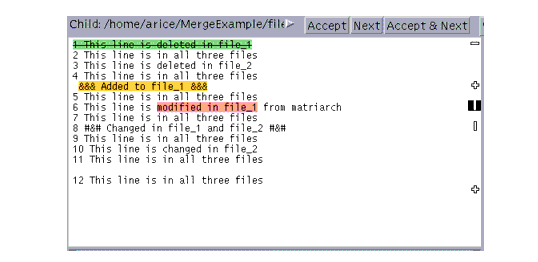 Child: /home/arice/MergeExample/file Accept Next Accept & Next
1 This line is deleted in file_1
2 This line is in all three files
3 This line is deleted in file_2
4 This line is in all three files
&&& Added to file_1 &&&
5 This line is in all three files
6 This line is modified in file_1 from matriarch
7 This line is in all three files
8 #&# Changed in file_1 and file_2 #&#
9 This line is in all three files
10 This line is changed in file_2
11 This line is in all three files
12 This line is in all three files